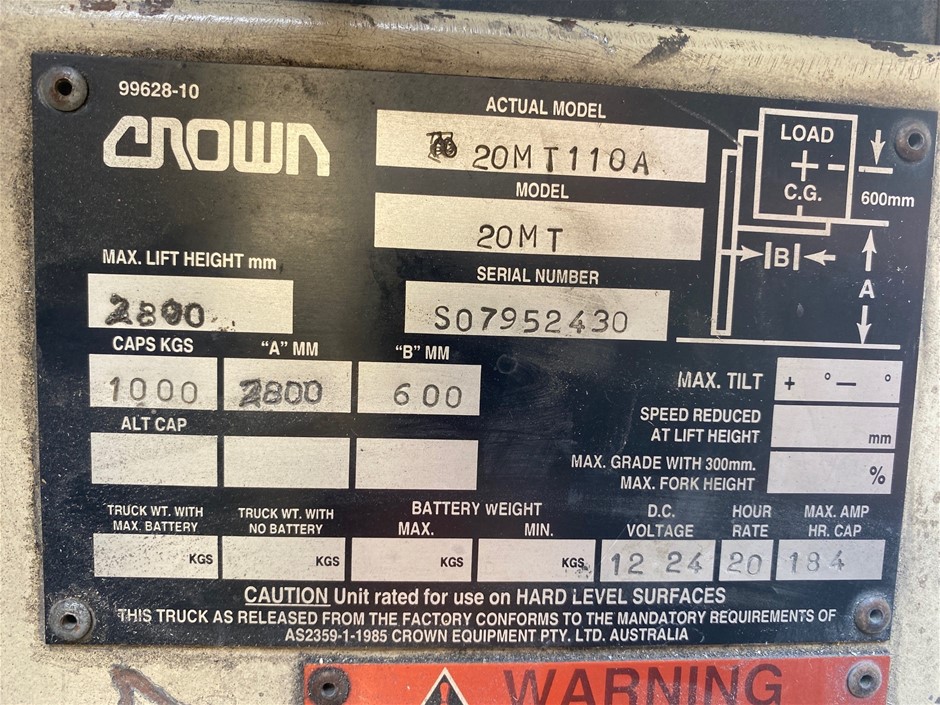 99628-10
CROWN
ACTUAL MODEL
20MT110A
MODEL
20MT
SERIAL NUMBER
S07952430
LOAD
+ -
C.G.
600mm
B
A
MAX. LIFT HEIGHT mm
2800
CAPS KGS "A" MM "B" MM
1000 2800 600
ALT CAP
MAX. TILT + ° — °
SPEED REDUCED
AT LIFT HEIGHT mm
MAX. GRADE WITH 300mm.
MAX. FORK HEIGHT %
TRUCK WT. WITH
MAX. BATTERY
KGS
TRUCK WT. WITH
NO BATTERY
KGS
BATTERY WEIGHT
MAX. MIN.
KGS KGS
D.C.
VOLTAGE
12 24
HOUR
RATE
20
MAX. AMP
HR. CAP
184
CAUTION Unit rated for use on HARD LEVEL SURFACES
THIS TRUCK AS RELEASED FROM THE FACTORY CONFORMS TO THE MANDATORY REQUIREMENTS OF
AS2359-1-1985 CROWN EQUIPMENT PTY. LTD. AUSTRALIA
WARNING